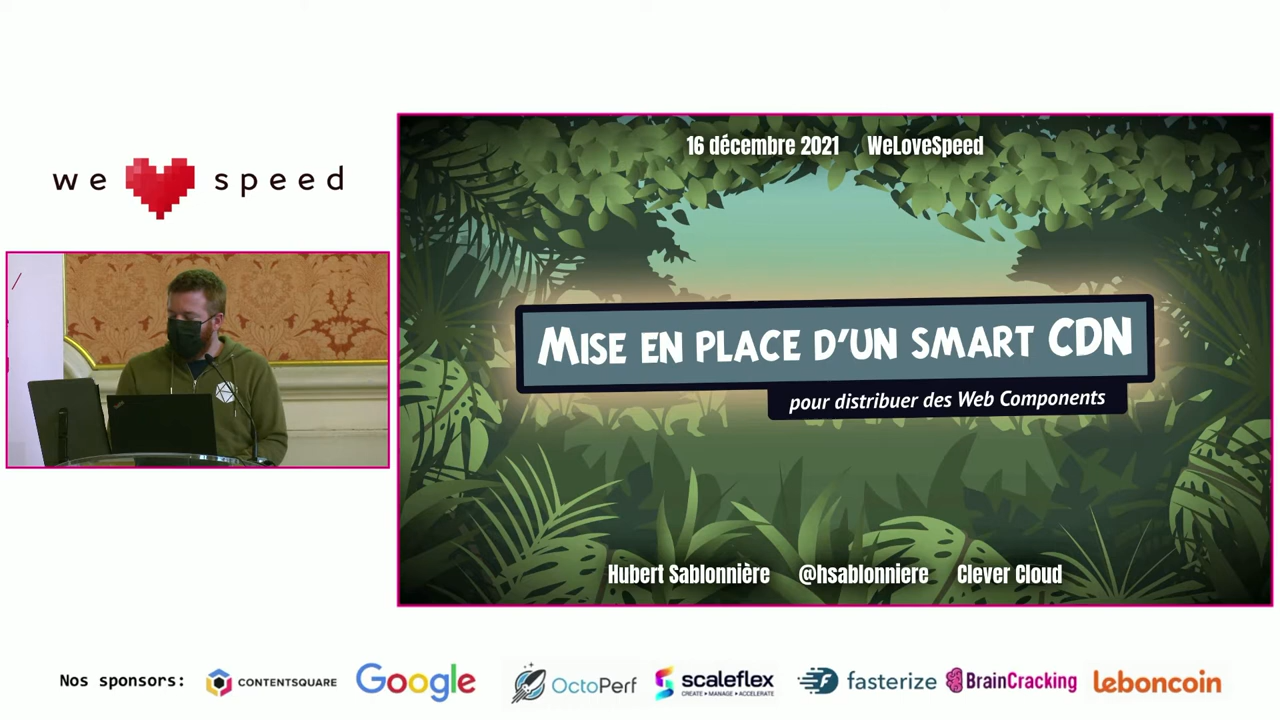 16 décembre 2021 WeLoveSpeed
we speed
MISE EN PLACE D'UN SMART CDN
pour distribuer des Web Components
Hubert Sablonnière @hsablonniere Clever Cloud
Nos sponsors: CONTENTSQUARE Google OctoPerf scaleflex fasterize BrainCracking leboncoin
CREATE • MANAGE • ACCELERATE